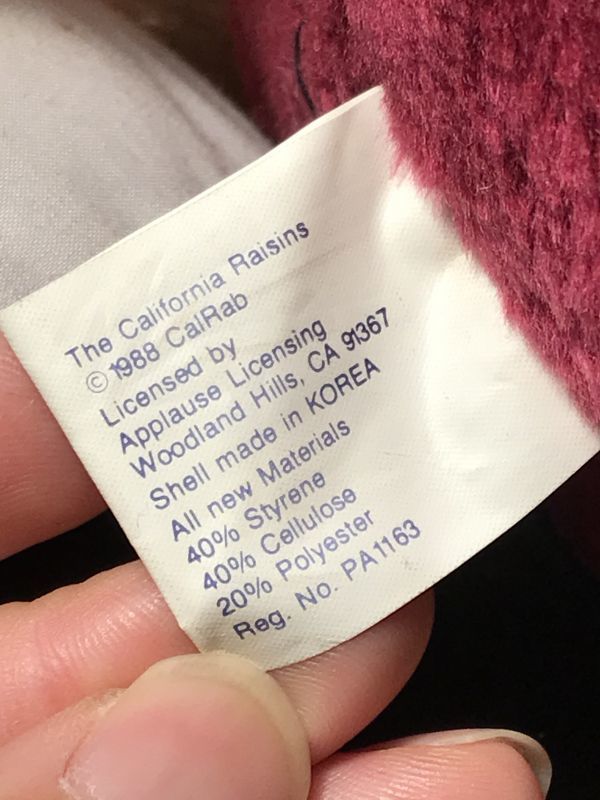 The California Raisins
© 1988 CalRab
Licensed by
Applause Licensing
Woodland Hills, CA 91367
Shell made in KOREA
All new Materials
40% Styrene
40% Cellulose
20% Polyester
Reg. No. PA1163